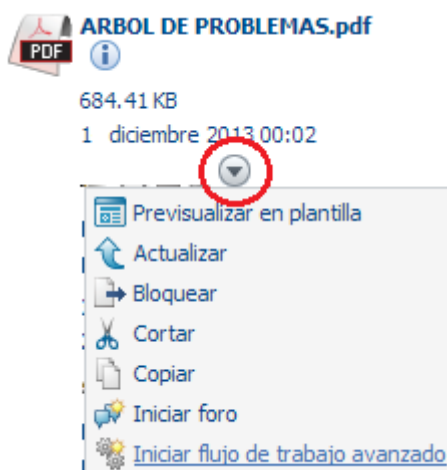 ARBOL DE PROBLEMAS.pdf
PDF
684.41 KB
1 diciembre 2013 00:02
Previsualizar en plantilla
Actualizar
Bloquear
Cortar
Copiar
Iniciar foro
Iniciar flujo de trabajo avanzado